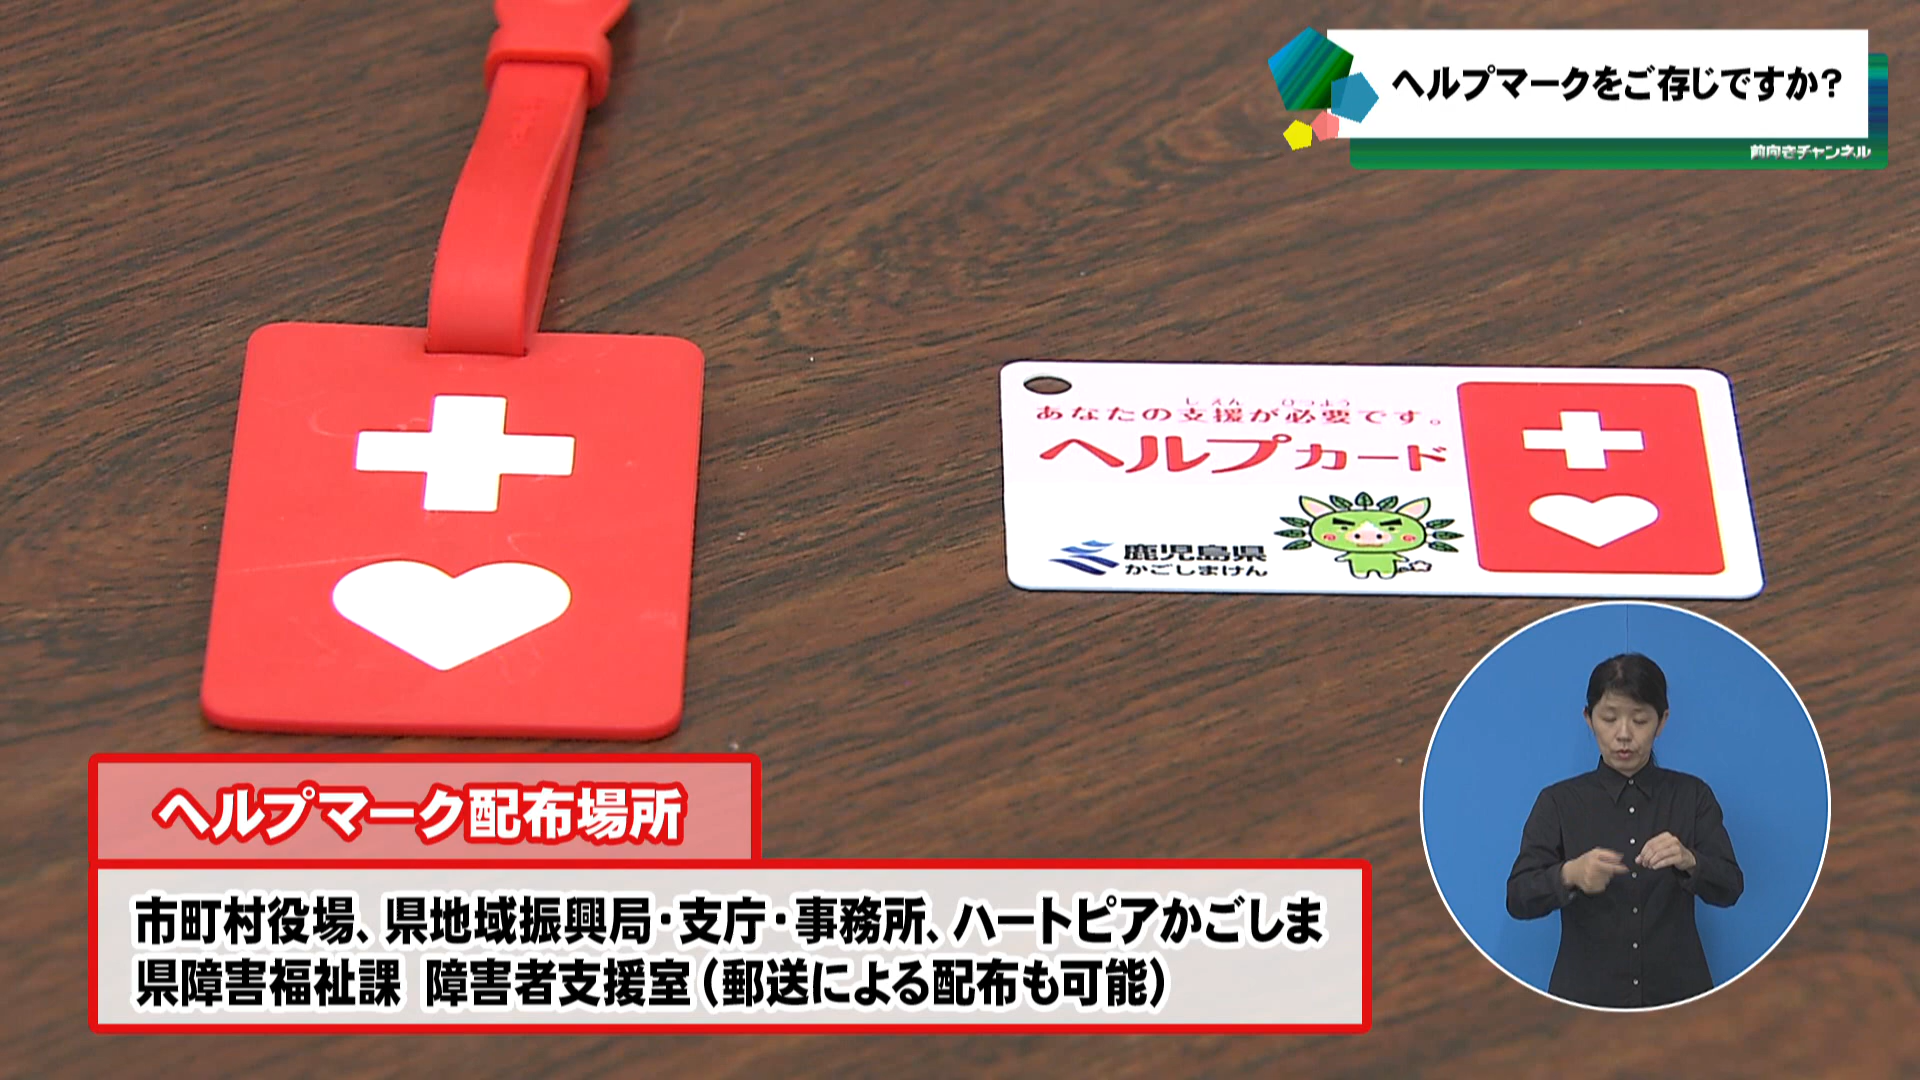 ヘルプマークをご存じですか?
前向きチャンネル
しえん ひつよう
あなたの支援が必要です。
ヘルプカード
鹿児島県
かごしまけん
ヘルプマーク配布場所
市町村役場、県地域振興局・支庁・事務所、ハートピアかごしま
県障害福祉課 障害者支援室(郵送による配布も可能)